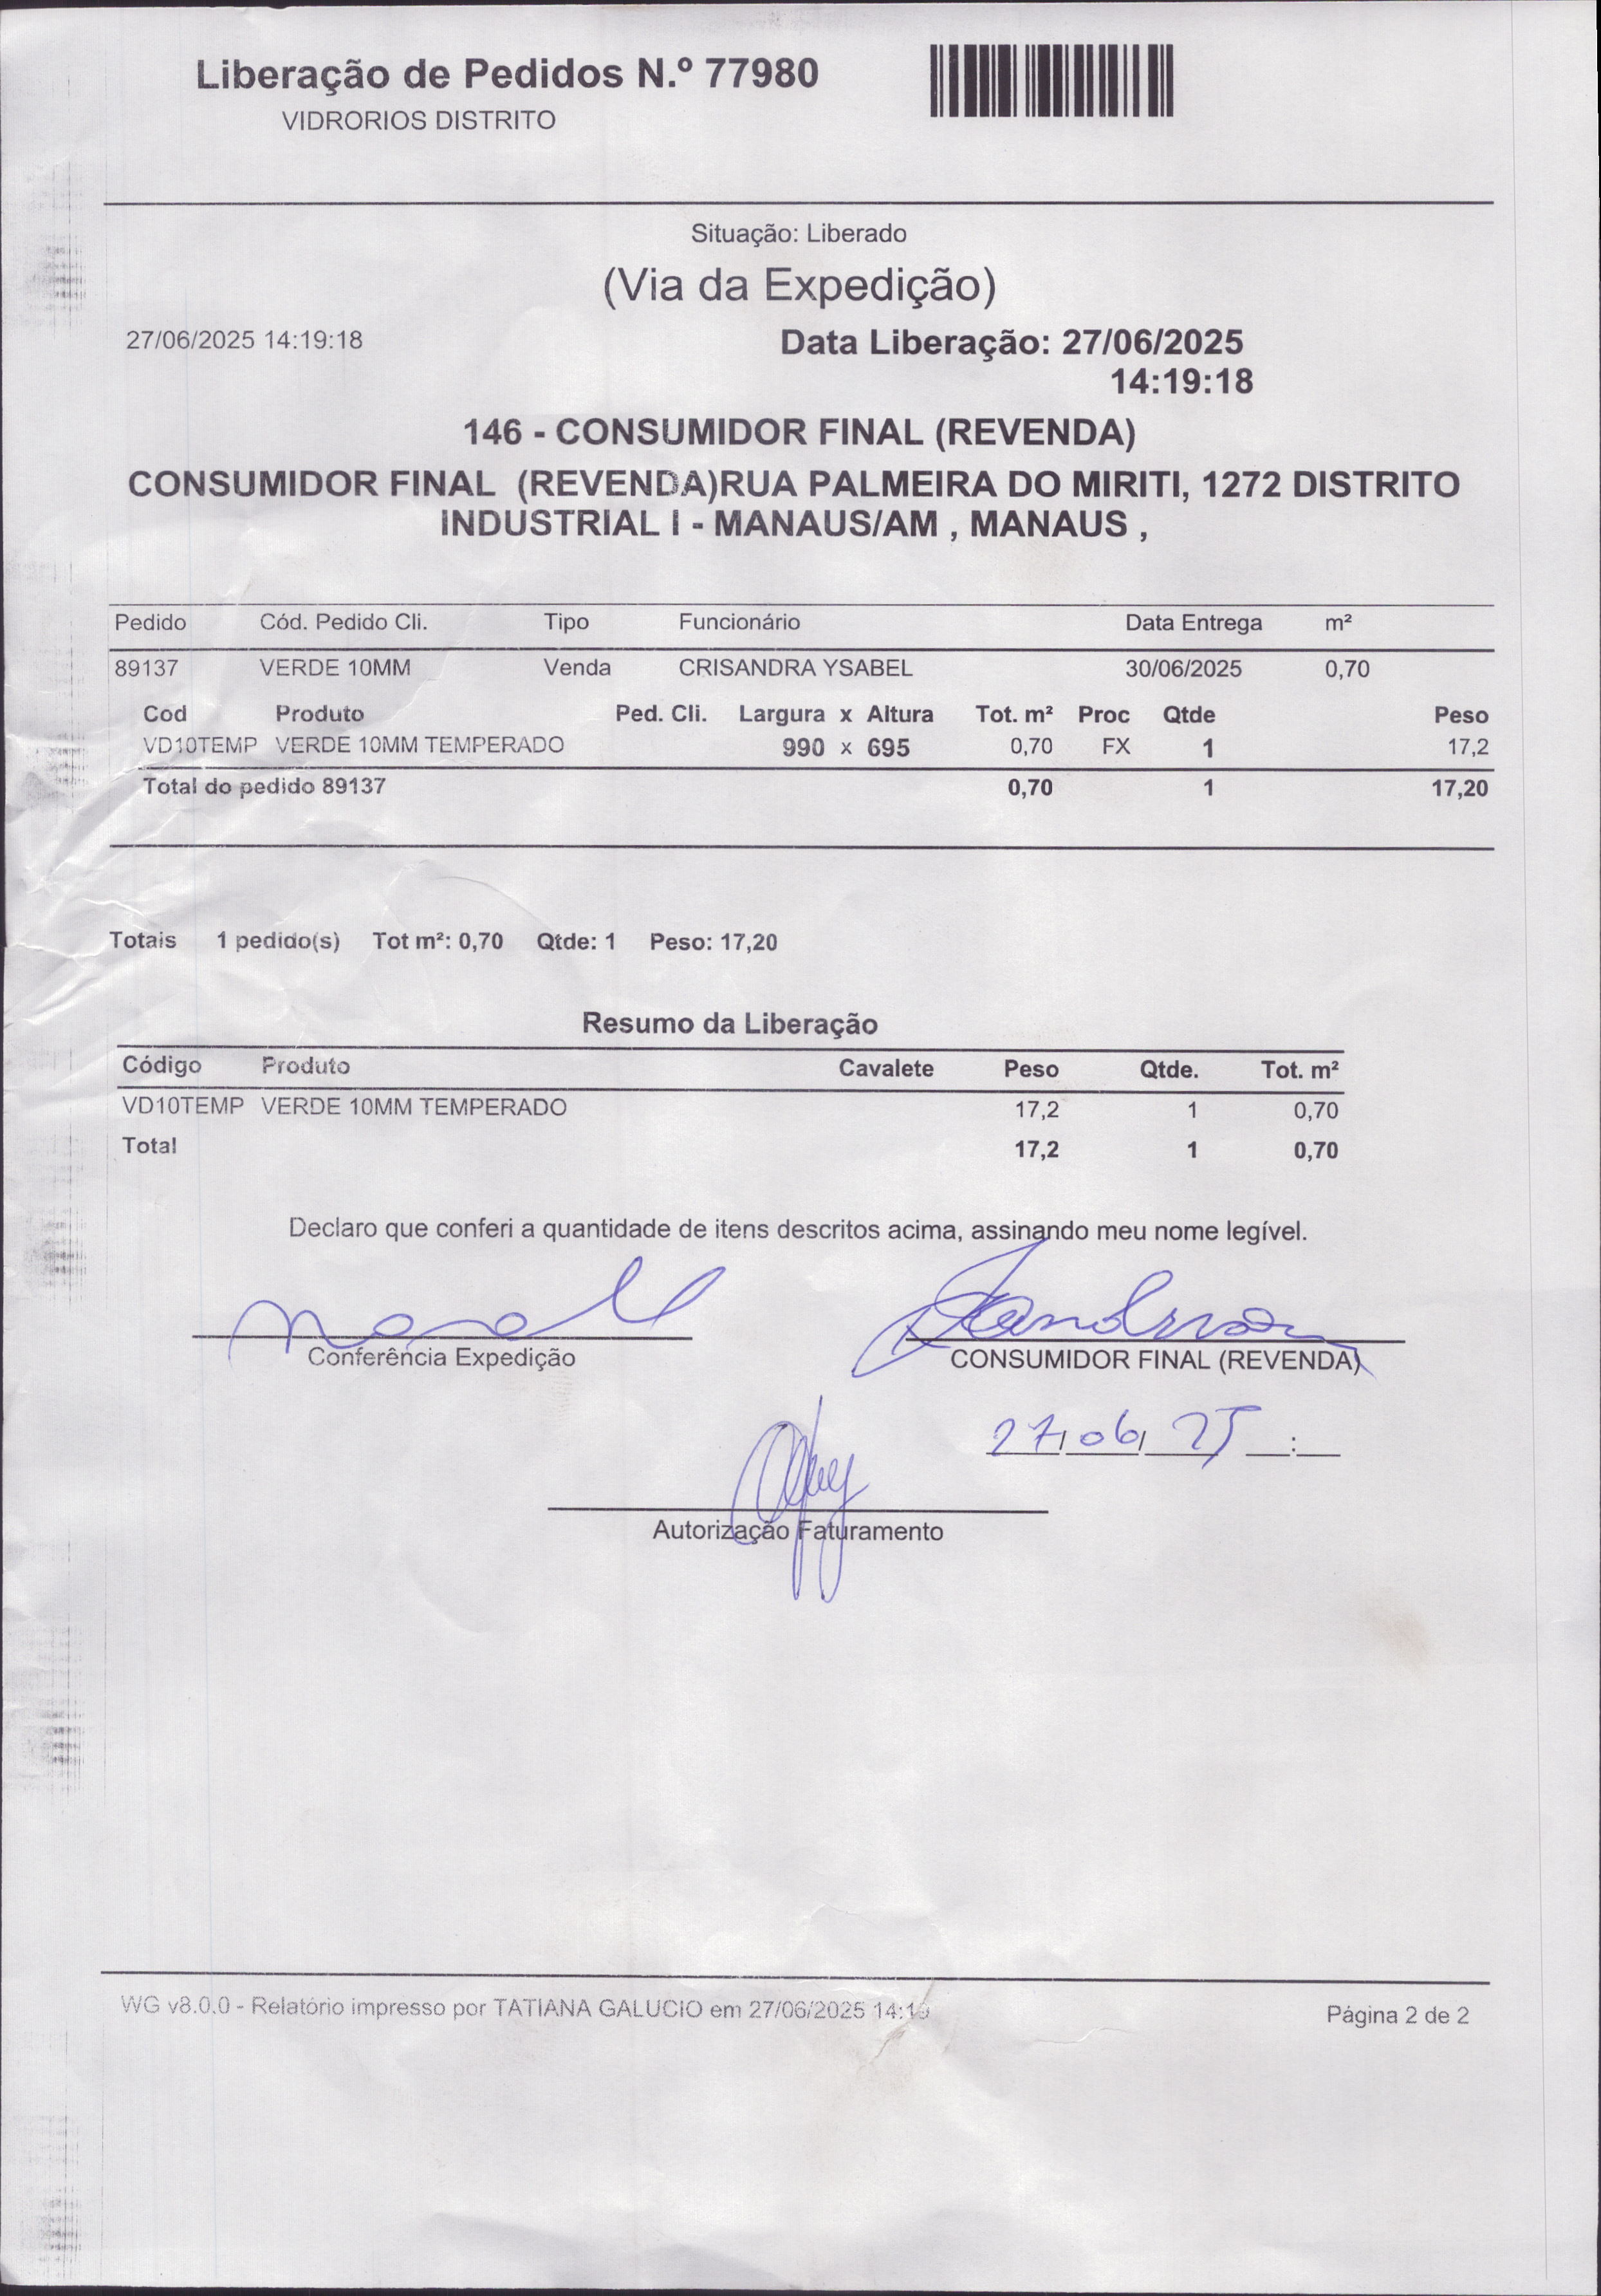 Liberação de Pedidos N.º 77980
VIDRORIOS DISTRITO
Situação: Liberado
(Via da Expedição)
27/06/2025 14:19:18 Data Liberação: 27/06/2025
14:19:18
146 - CONSUMIDOR FINAL (REVENDA)
CONSUMIDOR FINAL (REVENDA)RUA PALMEIRA DO MIRITI, 1272 DISTRITO
INDUSTRIAL I - MANAUS/AM , MANAUS ,
Pedido Cód. Pedido Cli. Tipo Funcionário Data Entrega m²
89137 VERDE 10MM Venda CRISANDRA YSABEL 30/06/2025 0,70
Cod Produto Ped. Cli. Largura x Altura Tot. m² Proc Qtde Peso
VD10TEMP VERDE 10MM TEMPERADO 990 x 695 0,70 FX 1 17,2
Total do pedido 89137 0,70 1 17,20
Totais 1 pedido(s) Tot m²: 0,70 Qtde: 1 Peso: 17,20
Resumo da Liberação
Código Produto Cavalete Peso Qtde. Tot. m²
VD10TEMP VERDE 10MM TEMPERADO 17,2 1 0,70
Total 17,2 1 0,70
Declaro que conferi a quantidade de itens descritos acima, assinando meu nome legível.
Conferência Expedição CONSUMIDOR FINAL (REVENDA)
27/06/25 __:__
Autorização Faturamento
WG v8.0.0 - Relatório impresso por TATIANA GALUCIO em 27/06/2025 Página 2 de 2